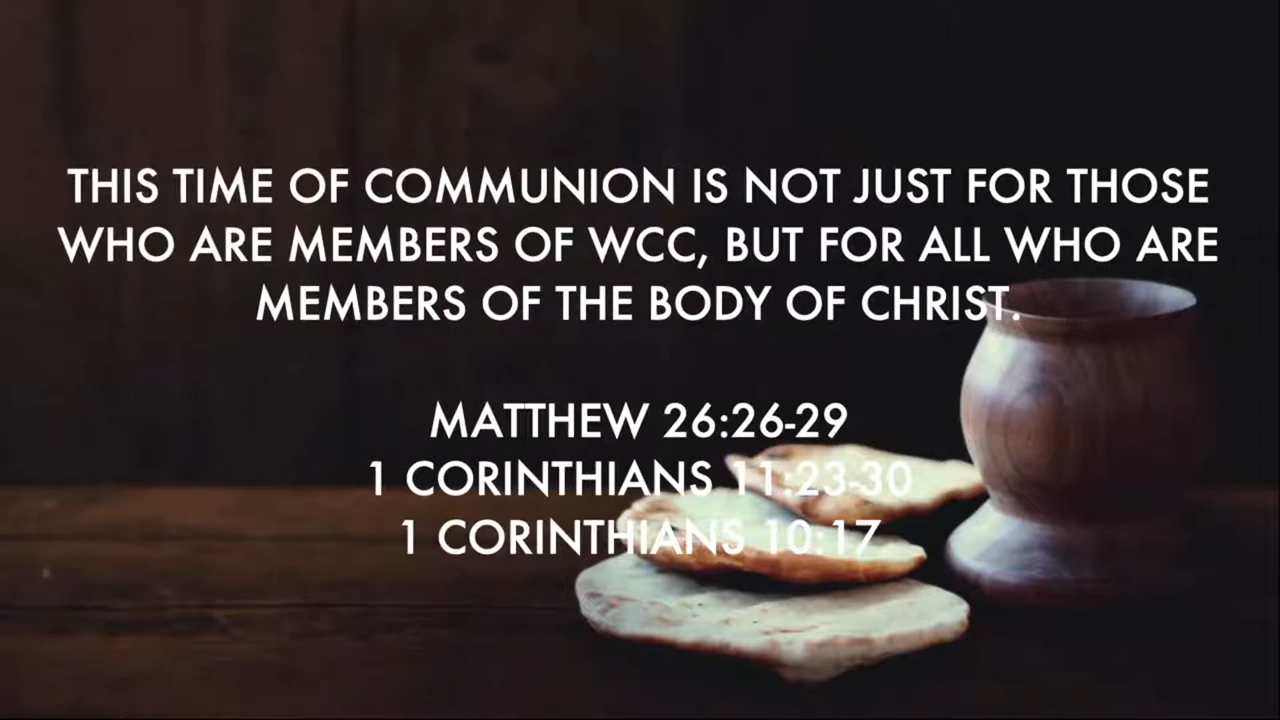 THIS TIME OF COMMUNION IS NOT JUST FOR THOSE
WHO ARE MEMBERS OF WCC, BUT FOR ALL WHO ARE
MEMBERS OF THE BODY OF CHRIST.
MATTHEW 26:26-29
1 CORINTHIANS 11:23-30
1 CORINTHIANS 10:17